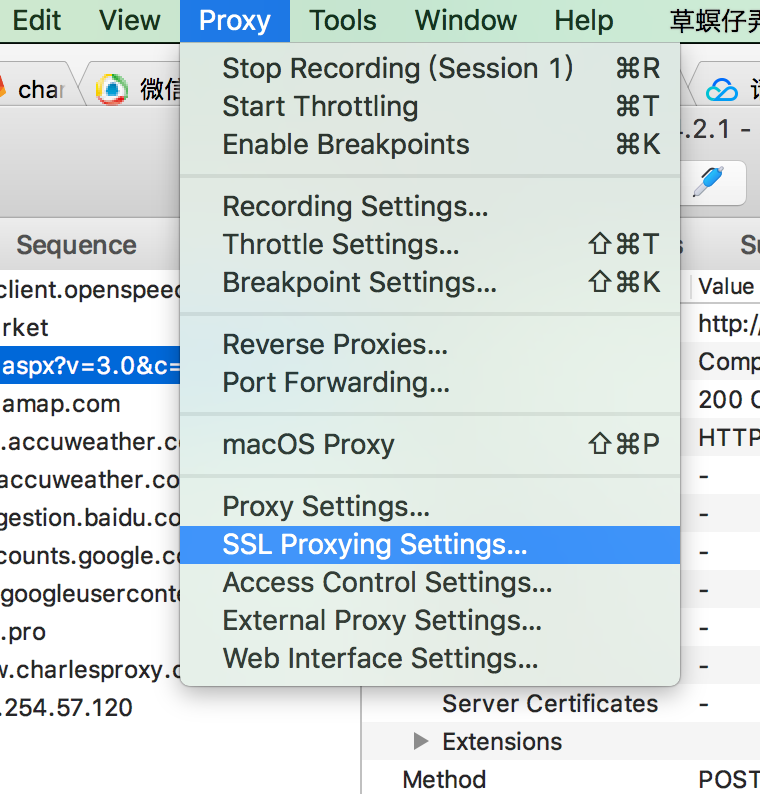 Edit View Proxy Tools Window Help 草螟仔弄
char 微信
Stop Recording (Session 1) ⌘R
Start Throttling ⌘T
Enable Breakpoints ⌘K
.2.1 -
Recording Settings...
Throttle Settings... ⇧⌘T
Breakpoint Settings... ⇧⌘K
Reverse Proxies...
Port Forwarding...
macOS Proxy ⇧⌘P
Proxy Settings...
SSL Proxying Settings...
Access Control Settings...
External Proxy Settings...
Web Interface Settings...
Sequence
client.openspeed
rket
aspx?v=3.0&c=
amap.com
.accuweather.co
accuweather.co
gestion.baidu.co
counts.google.co
googleuserconte
.pro
w.charlesproxy.c
.254.57.120
s Su
Value
http:/
Comp
200 O
HTTP
-
-
-
-
-
-
Server Certificates -
Extensions
Method POST